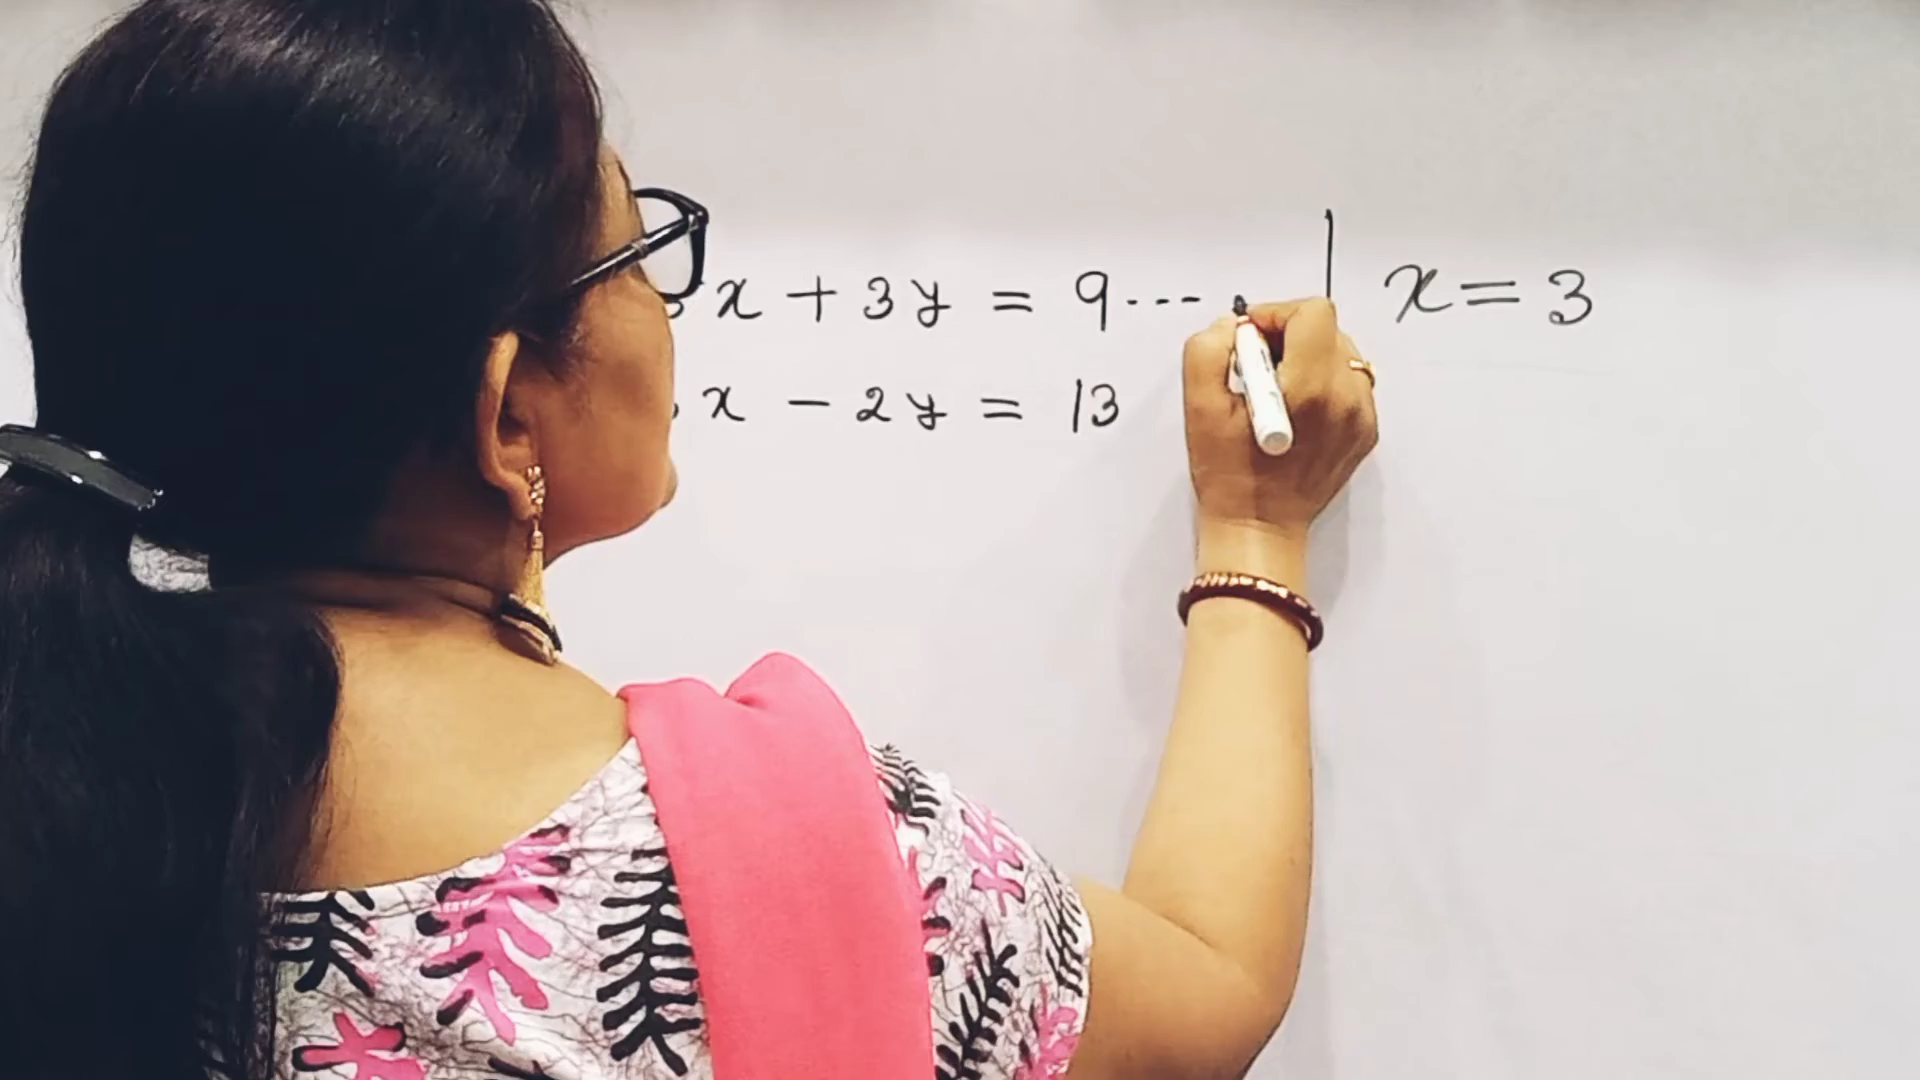 x + 3y = 9 --- x = 3
x - 2y = 13